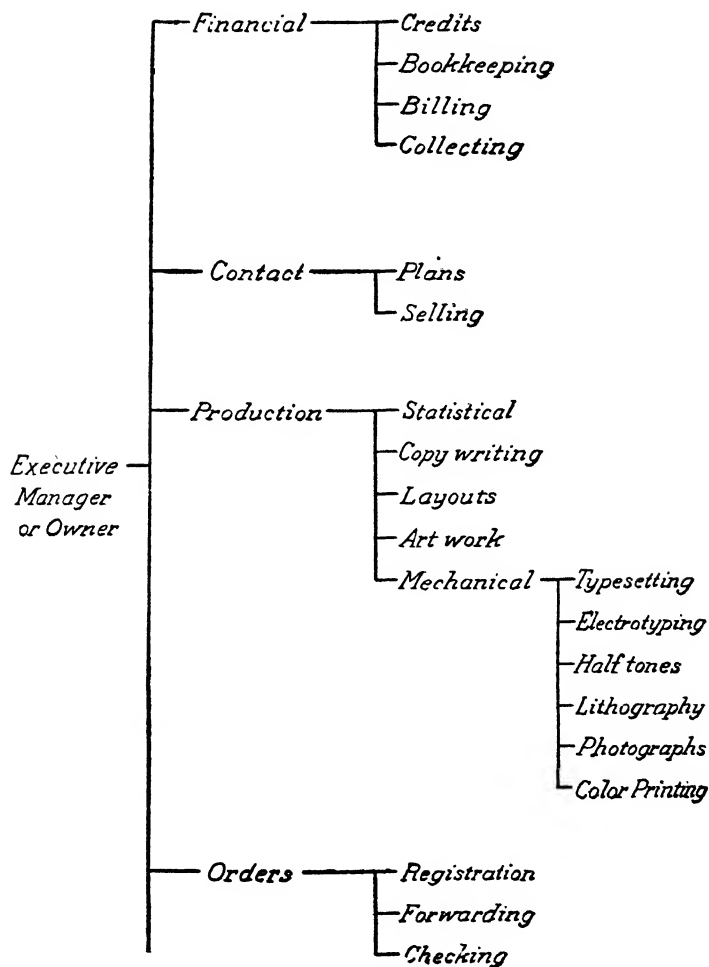 Financial
Credits
Bookkeeping
Billing
Collecting
Contact
Plans
Selling
Production
Statistical
Copy writing
Layouts
Art work
Mechanical
Typesetting
Electrotyping
Half tones
Lithography
Photographs
Color Printing
Executive
Manager
or Owner
Orders
Registration
Forwarding
Checking